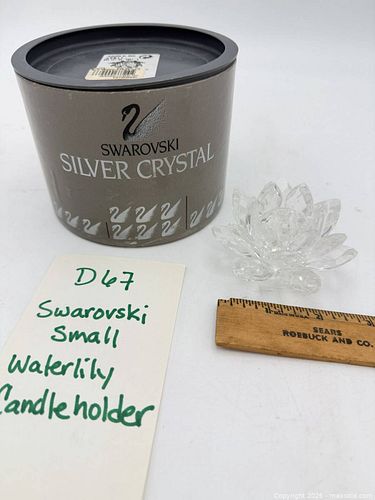 SWAROVSKI
SILVER CRYSTAL
D67
Swarovski
Small
Waterlily
Candleholder
SEARS
ROEBUCK AND CO.